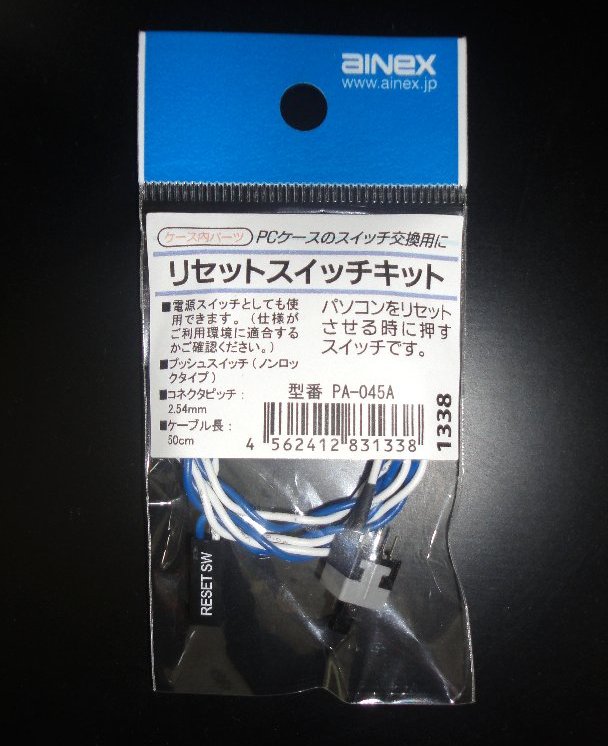 AINEX
www.ainex.jp
ケース内パーツ PCケースのスイッチ交換用に
リセットスイッチキット
■電源スイッチとしても使
用できます。(仕様が
ご利用環境に適合する
かご確認ください。)
■プッシュスイッチ(ノンロッ
クタイプ)
■コネクタピッチ:
2.54mm
■ケーブル長:
60cm
パソコンをリセット
させる時に押す
スイッチです。
型番 PA-045A
4 562412 831338
1338
RESET SW